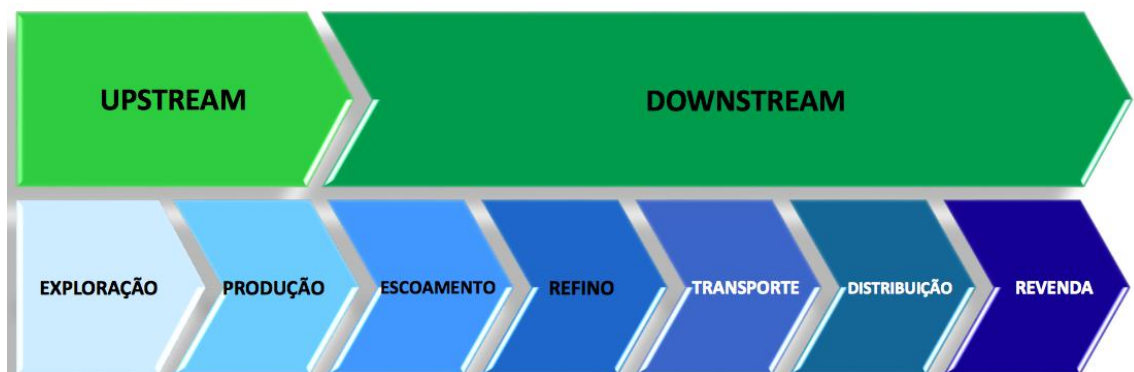 UPSTREAM
DOWNSTREAM
EXPLORAÇÃO
PRODUÇÃO
ESCOAMENTO
REFINO
TRANSPORTE
DISTRIBUIÇÃO
REVENDA